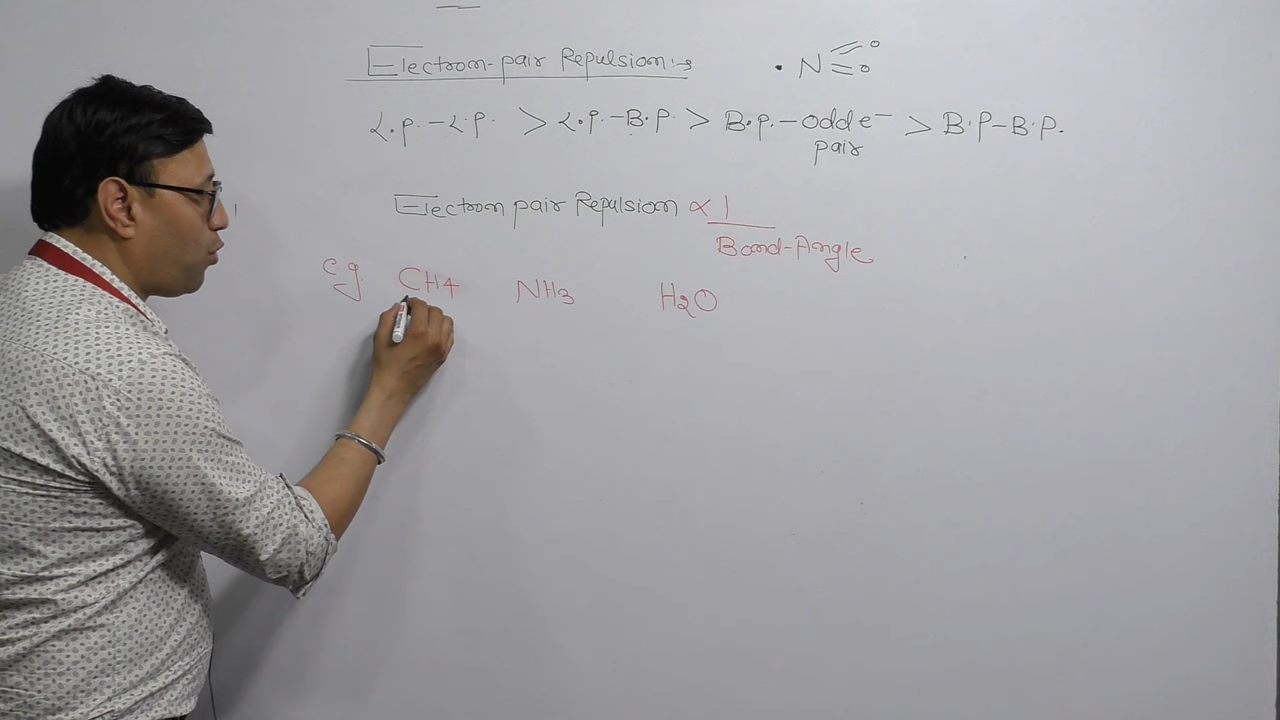 Electron-pair Repulsion:-
• N = O = O
L.P. - L.P. > L.P. - B.P. > B.P. - odd e⁻ pair > B.P - B.P.
Electron pair Repulsion ∝ 1
Bond-Angle
eg. CH4 NH3 H2O